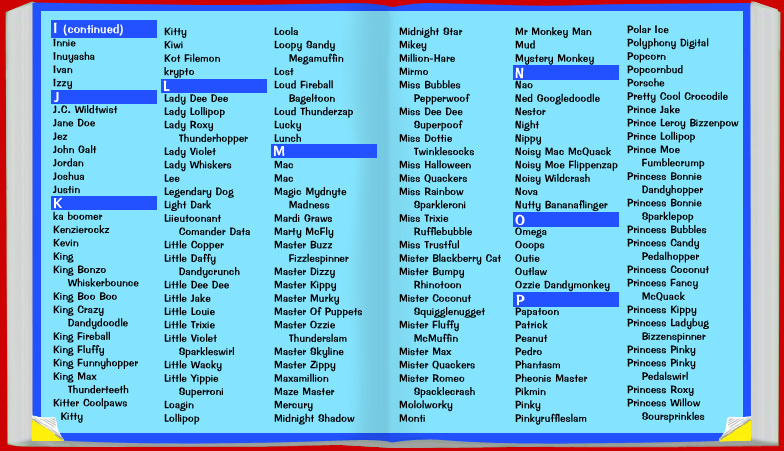 I (continued)
Innie
Inuyasha
Ivan
Izzy
J
J.C. Wildtwist
Jane Doe
Jez
John Galt
Jordan
Joshua
Justin
K
ka boomer
Kenzierockz
Kevin
King
King Bonzo
Whiskerbounce
King Boo Boo
King Crazy
Dandydoodle
King Fireball
King Fluffy
King Funnyhopper
King Max
Thunderteeth
Kitter Coolpaws
Kitty
Kitty
Kiwi
Kot Filemon
krypto
L
Lady Dee Dee
Lady Lollipop
Lady Roxy
Thunderhopper
Lady Violet
Lady Whiskers
Lee
Legendary Dog
Light Dark
Liieutoonant
Comander Data
Little Copper
Little Daffy
Dandycrunch
Little Dee Dee
Little Jake
Little Louie
Little Trixie
Little Violet
Sparkleswirl
Little Wacky
Little Yippie
Superroni
Loagin
Lollipop
Loola
Loopy Sandy
Megamuffin
Lost
Loud Fireball
Bageltoon
Loud Thunderzap
Lucky
Lunch
M
Mac
Mac
Magic Mydnyte
Madness
Mardi Graws
Marty McFly
Master Buzz
Fizzlespinner
Master Dizzy
Master Kippy
Master Murky
Master Of Puppets
Master Ozzie
Thunderslam
Master Skyline
Master Zippy
Maxamillion
Maze Master
Mercury
Midnight Shadow
Midnight Star
Mikey
Million-Hare
Mirmo
Miss Bubbles
Pepperwoof
Miss Dee Dee
Superpoof
Miss Dottie
Twinklesocks
Miss Halloween
Miss Quackers
Miss Rainbow
Sparkleroni
Miss Trixie
Rufflebubble
Miss Trustful
Mister Blackberry Cat
Mister Bumpy
Rhinotoon
Mister Coconut
Squigglenugget
Mister Fluffy
McMuffin
Mister Max
Mister Quackers
Mister Romeo
Spacklecrash
Mololworky
Monti
Mr Monkey Man
Mud
Mystery Monkey
N
Nao
Ned Googledoodle
Nestor
Night
Nippy
Noisy Mac McQuack
Noisy Moe Flippenzap
Noisy Wildcrash
Nova
Nutty Bananaflinger
O
Omega
Ooops
Outie
Outlaw
Ozzie Dandymonkey
P
Papatoon
Patrick
Peanut
Pedro
Phantasm
Pheonis Master
Pikmin
Pinky
Pinkyruffleslam
Polar Ice
Polyphony Digital
Popcorn
Popcornbud
Porsche
Pretty Cool Crocodile
Prince Jake
Prince Leroy Bizzenpow
Prince Lollipop
Prince Moe
Fumblecrump
Princess Bonnie
Dandyhopper
Princess Bonnie
Sparklepop
Princess Bubbles
Princess Candy
Pedalhopper
Princess Coconut
Princess Fancy
McQuack
Princess Kippy
Princess Ladybug
Bizzenspinner
Princess Pinky
Princess Pinky
Pedalswirl
Princess Roxy
Princess Willow
Soursprinkles